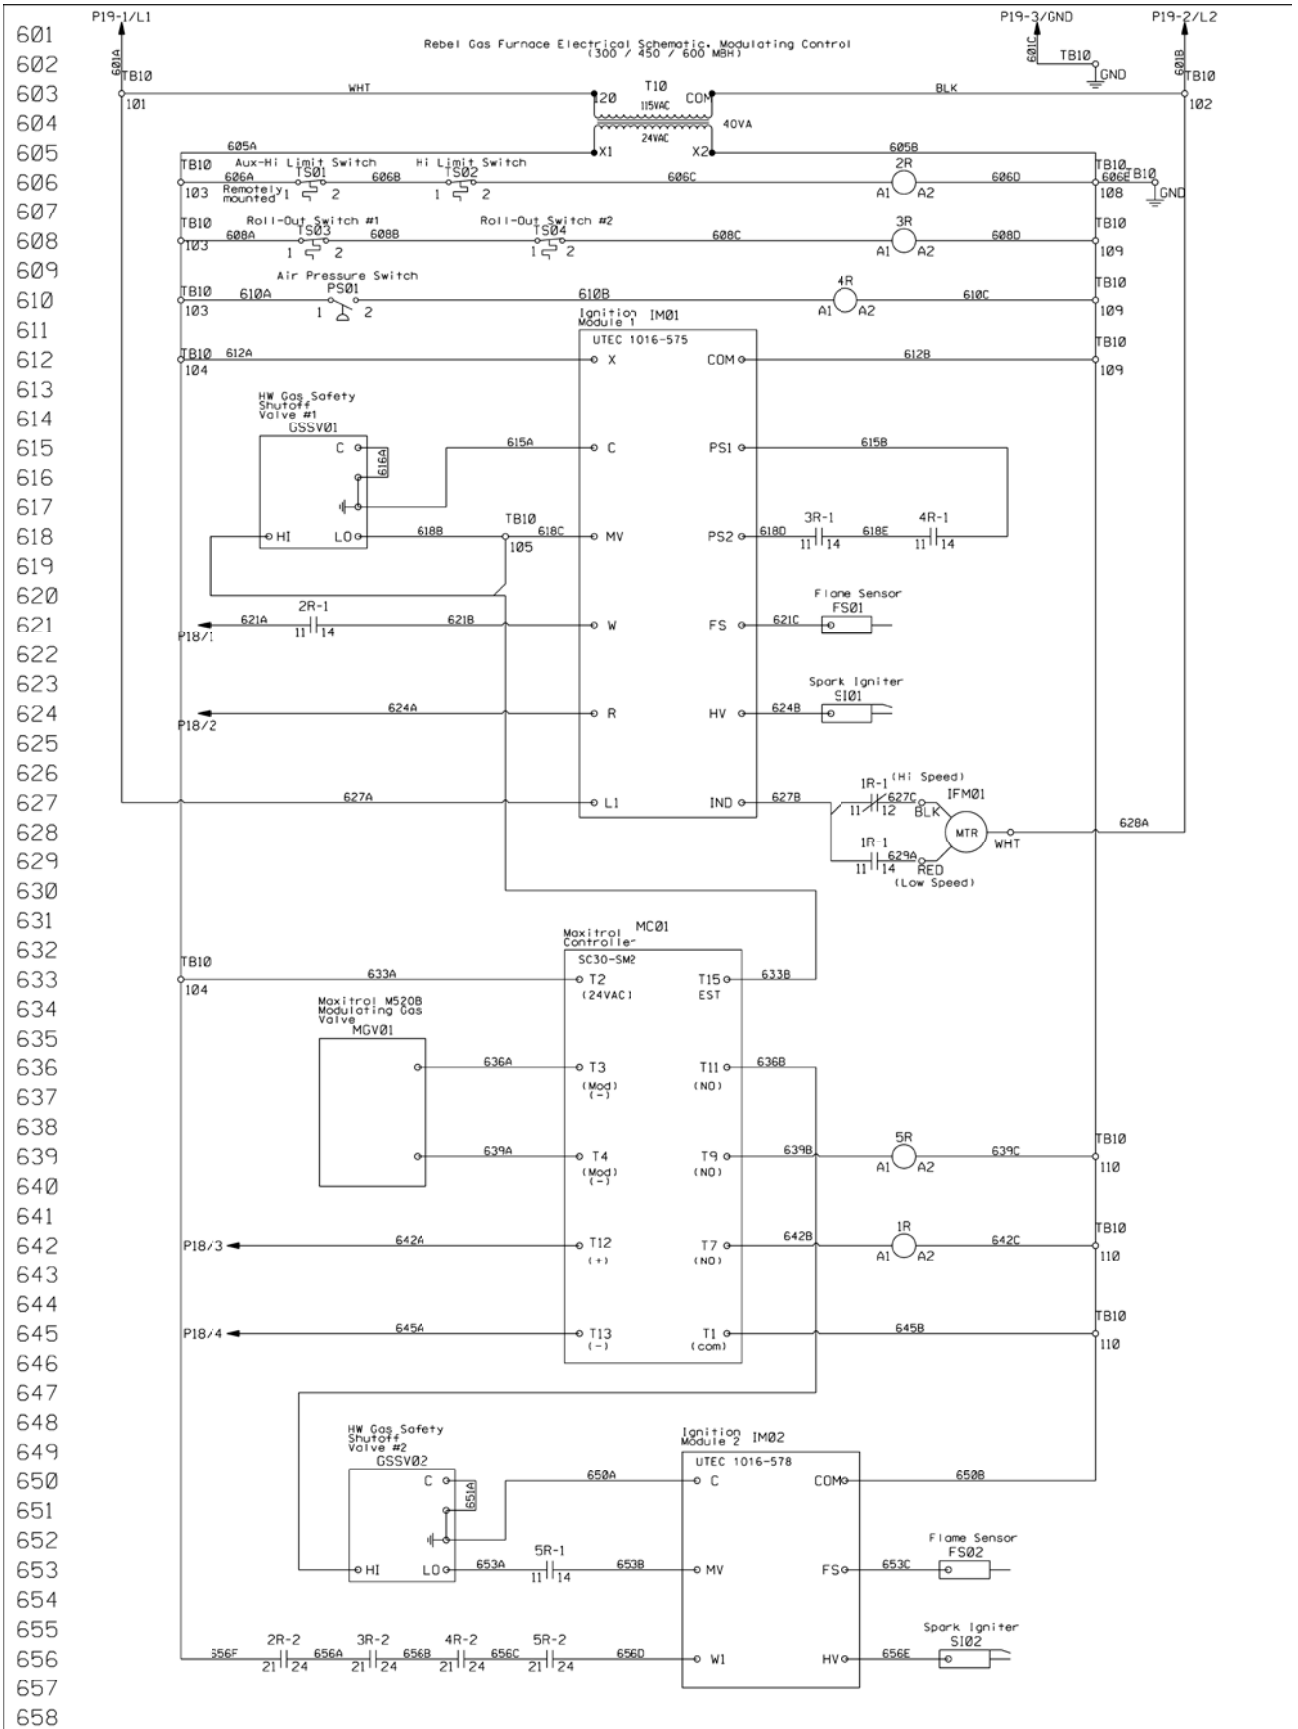 P19-1/L1 P19-3/GND P19-2/L2
601
Rebel Gas Furnace Electrical Schematic, Modulating Control
(300 / 450 / 600 MBH)
601A 601C 601B
602 TB10 TB10 GND TB10
603 WHT 120 T10 COM BLK
101 115VAC 102
604 40VA
24VAC
605 605A X1 X2 605B
TB10 Aux-Hi Limit Switch Hi Limit Switch 2R TB10
606 606A TS01 606B TS02 606C 606D 606E TB10
103 Remotely mounted 1 2 1 2 A1 A2 108 GND
607
TB10 Roll-Out Switch #1 Roll-Out Switch #2 3R TB10
608 608A TS03 608B TS04 608C 608D
103 1 2 1 2 A1 A2 109
609
Air Pressure Switch
TB10 PS01 4R TB10
610 610A 610B 610C
103 1 2 A1 A2 109
Ignition Module 1 IM01
611
UTEC 1016-575
TB10 TB10
612 612A X COM 612B
104 109
613
HW Gas Safety
Shutoff
Valve #1
614
GSSV01
615 C 615A C PS1 615B
616 616A
617
TB10 3R-1 4R-1
618 HI LO 618B 618C MV PS2 618D 618E
105 11 14 11 14
619
620 Flame Sensor
2R-1 FS01
621 621A 621B W FS 621C
P18/1 11 14
622
623 Spark Igniter
SI01
624 624A R HV 624B
P18/2
625
626 1R-1 (Hi Speed)
627 627A L1 IND 627B 627C IFM01
11 12 BLK
628 MTR 628A
1R-1 WHT
629 629A
11 14 RED
630 (Low Speed)
631
MC01
632 Maxitrol
Controller
TB10 SC30-SM2
633 633A T2 T15 633B
104 (24VAC) EST
634 Maxitrol M520B
Modulating Gas
Valve
635 MGV01
636 636A T3 T11 636B
(Mod) (NO)
637 (-)
638 5R TB10
639 639A T4 T9 639B 639C
(Mod) (NO) A1 A2 110
640 (-)
641 1R TB10
642 P18/3 642A T12 T7 642B 642C
(+) (NO) A1 A2 110
643
644 TB10
645 P18/4 645A T13 T1 645B
(-) (com) 110
646
647
648 HW Gas Safety
Shutoff
Valve #2
Ignition
Module 2 IM02
649 GSSV02 UTEC 1016-578
650 C 650A C COM 650B
651 651A
652 Flame Sensor
5R-1 FS02
653 HI LO 653A 653B MV FS 653C
11 14
654
655 Spark Igniter
2R-2 3R-2 4R-2 5R-2 SI02
656 656F 656A 656B 656C 656D W1 HV 656E
21 24 21 24 21 24 21 24
657
658